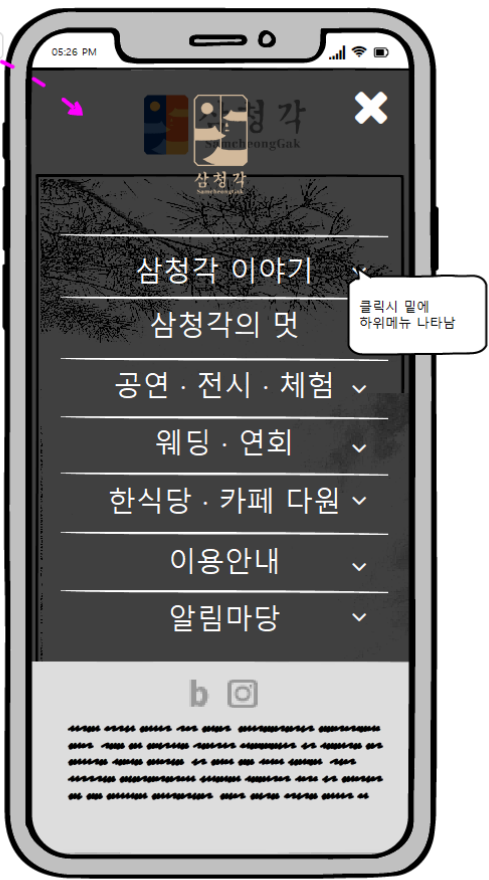 05:26 PM
삼청각
SamcheongGak
삼청각
SamcheongGak
삼청각 이야기
클릭시 밑에
하위메뉴 나타남
삼청각의 멋
공연 · 전시 · 체험
웨딩 · 연회
한식당 · 카페 다원
이용안내
알림마당
b